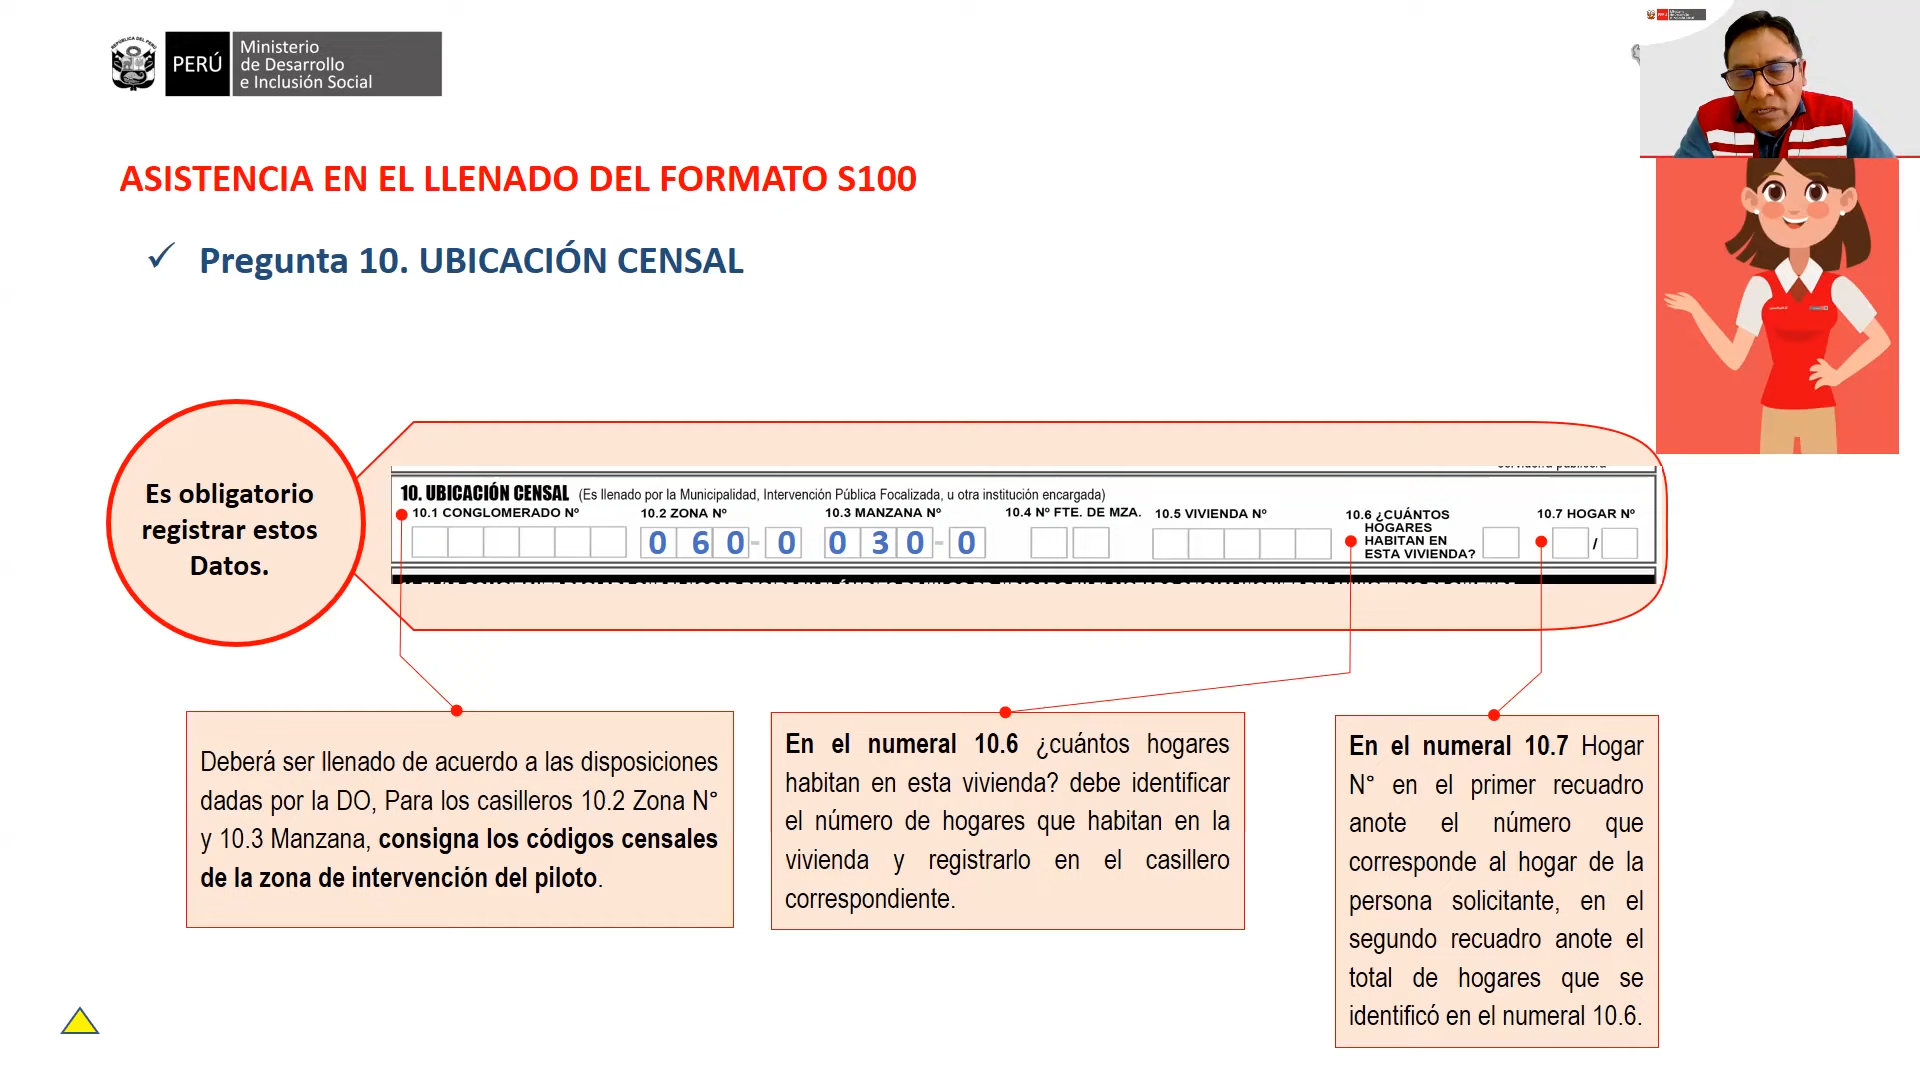 PERÚ
Ministerio
de Desarrollo
e Inclusión Social
ASISTENCIA EN EL LLENADO DEL FORMATO S100
✓ Pregunta 10. UBICACIÓN CENSAL
Es obligatorio
registrar estos
Datos.
10. UBICACIÓN CENSAL (Es llenado por la Municipalidad, Intervención Pública Focalizada, u otra institución encargada)
10.1 CONGLOMERADO Nº
10.2 ZONA Nº
0 6 0 - 0
10.3 MANZANA Nº
0 3 0 - 0
10.4 Nº FTE. DE MZA.
10.5 VIVIENDA Nº
10.6 ¿CUÁNTOS
HOGARES
HABITAN EN
ESTA VIVIENDA?
10.7 HOGAR Nº
/
Deberá ser llenado de acuerdo a las disposiciones
dadas por la DO, Para los casilleros 10.2 Zona N°
y 10.3 Manzana, consigna los códigos censales
de la zona de intervención del piloto.
En el numeral 10.6 ¿cuántos hogares
habitan en esta vivienda? debe identificar
el número de hogares que habitan en la
vivienda y registrarlo en el casillero
correspondiente.
En el numeral 10.7 Hogar
N° en el primer recuadro
anote el número que
corresponde al hogar de la
persona solicitante, en el
segundo recuadro anote el
total de hogares que se
identificó en el numeral 10.6.